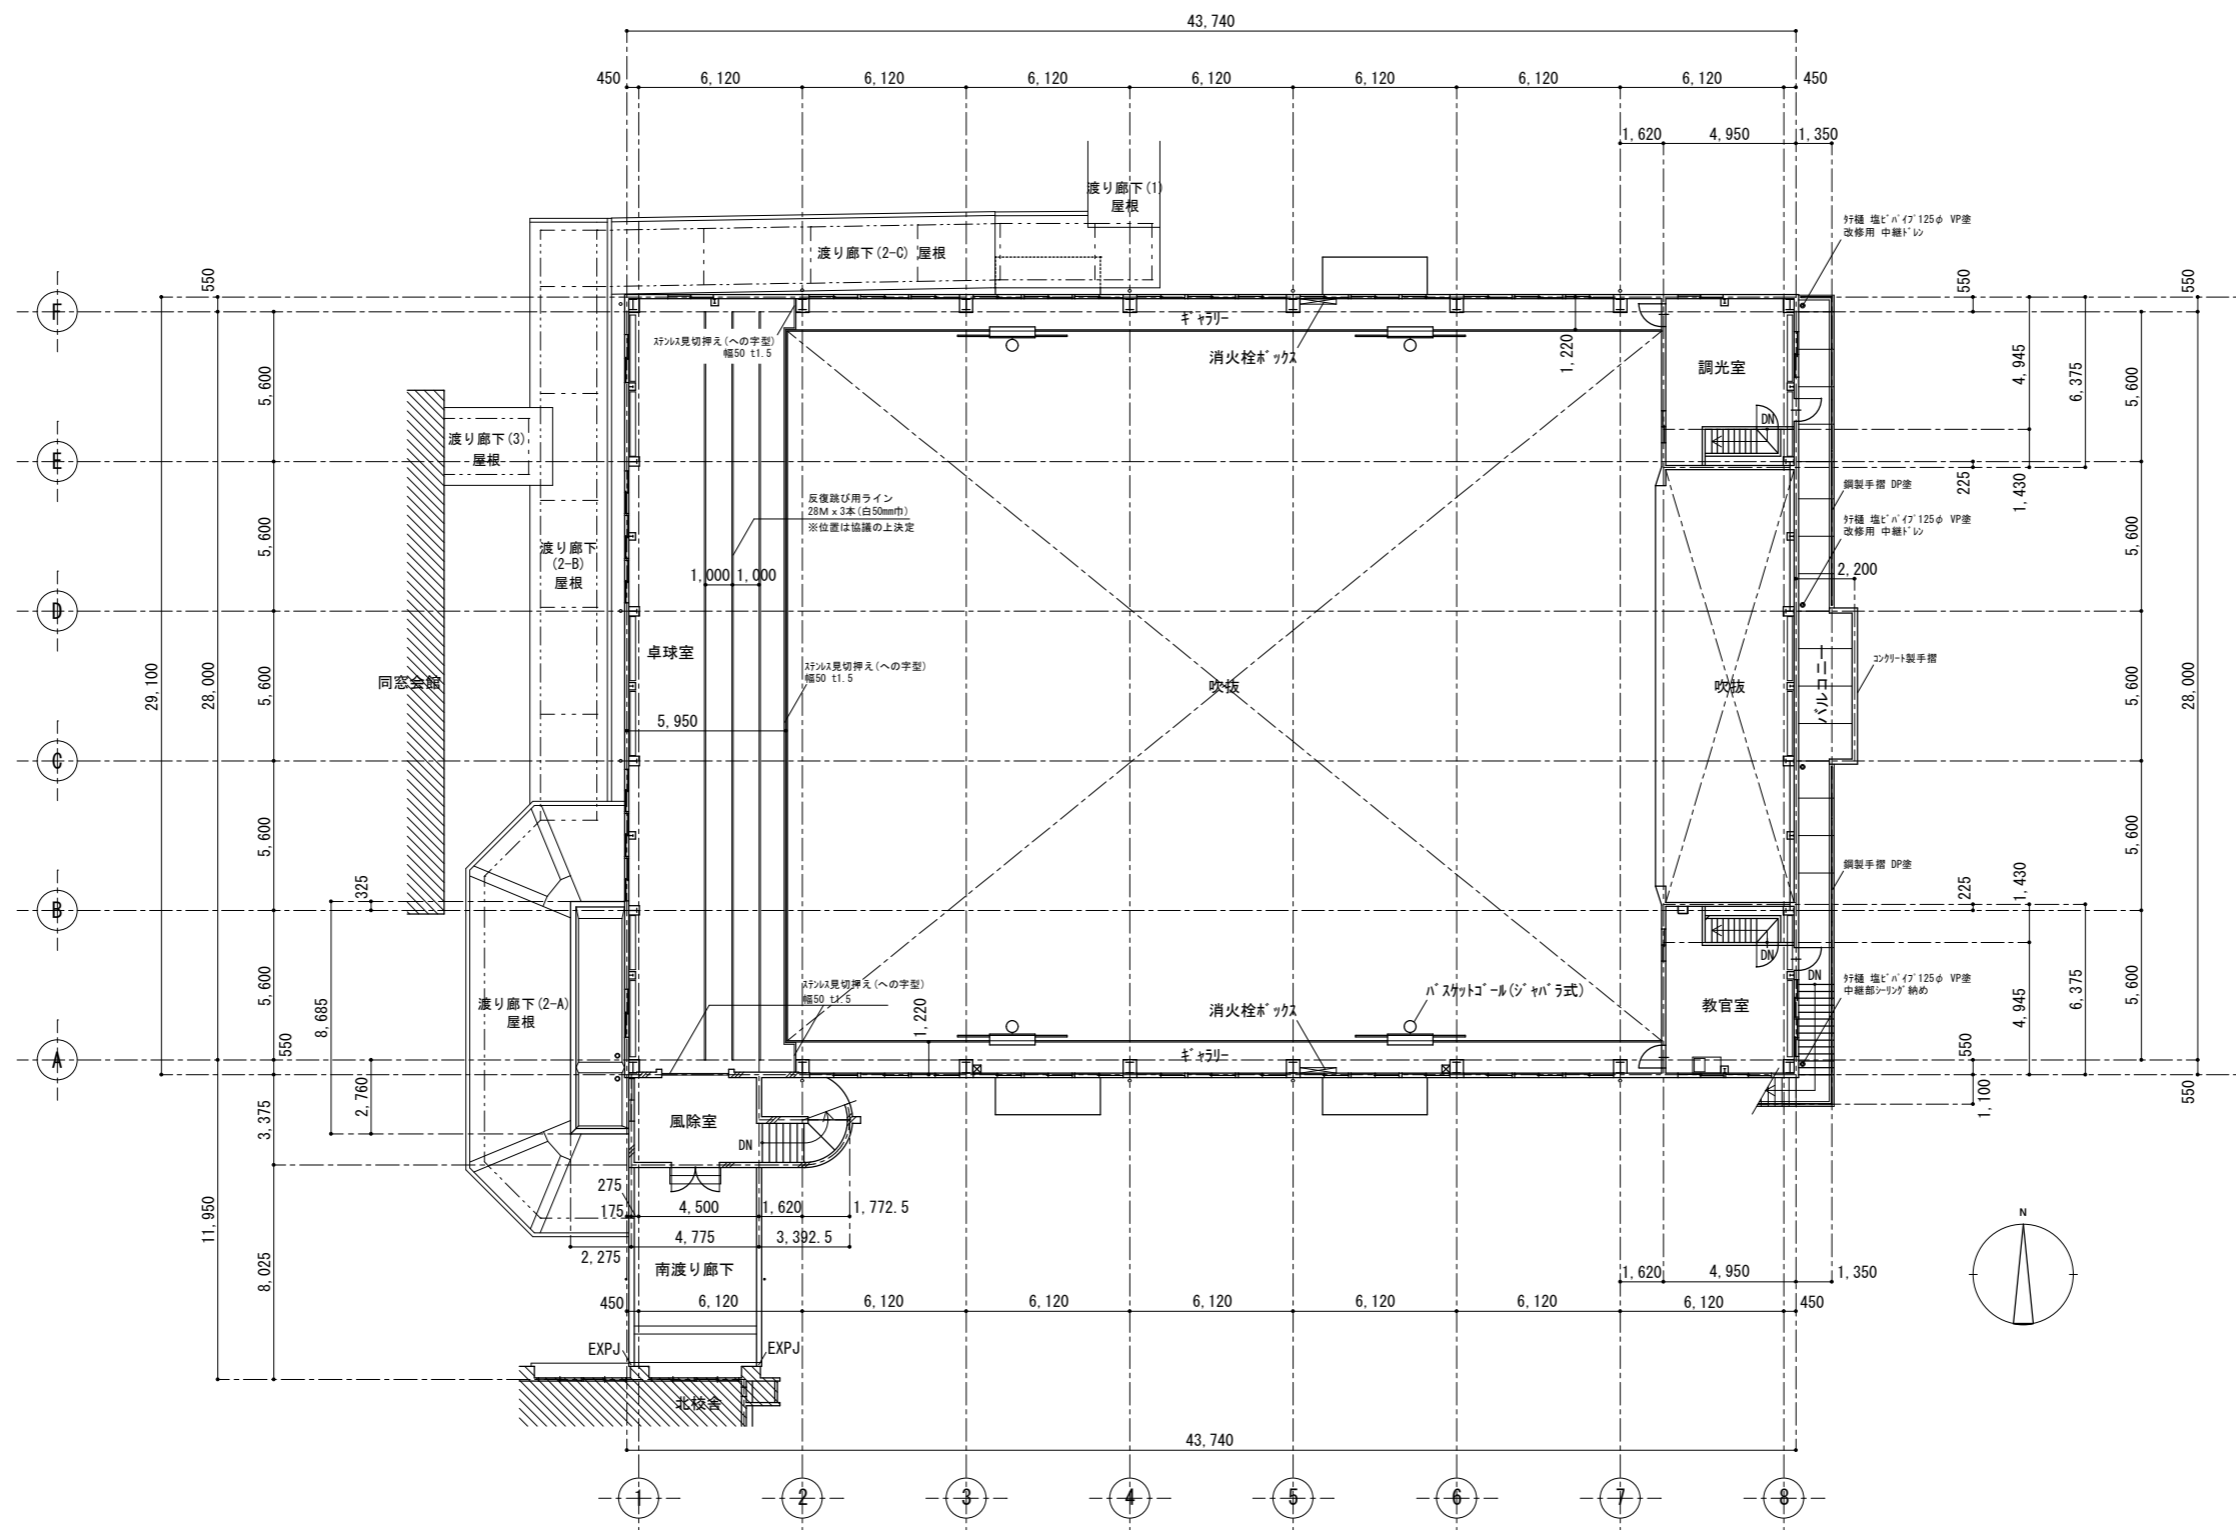 43,740
450
6,120
6,120
6,120
6,120
6,120
6,120
6,120
450
1,620
4,950
1,350
渡り廊下(1)
屋根
渡り廊下(2-C) 屋根
ﾀﾃ樋 塩ﾋﾞﾊﾟｲﾌﾟ125φ VP塗
改修用 中継ﾄﾞﾚﾝ
550
550
550
F
ｷﾞｬﾗﾘｰ
ｽﾃﾝﾚｽ見切押え(への字型)
幅50 t1.5
消火栓ﾎﾞｯｸｽ
1,220
調光室
4,945
6,375
5,600
5,600
DN
渡り廊下(3)
屋根
E
225
1,430
鋼製手摺 DP塗
反復跳び用ライン
28M x 3本(白50mm巾)
※位置は協議の上決定
ﾀﾃ樋 塩ﾋﾞﾊﾟｲﾌﾟ125φ VP塗
改修用 中継ﾄﾞﾚﾝ
5,600
5,600
渡り廊下
(2-B)
屋根
1,000
1,000
2,200
D
卓球室
ｽﾃﾝﾚｽ見切押え(への字型)
幅50 t1.5
ｺﾝｸﾘｰﾄ製手摺
同窓会館
吹抜
吹抜
バルコニー
29,100
28,000
5,600
5,600
28,000
5,950
C
5,600
5,600
鋼製手摺 DP塗
325
225
1,430
B
DN
DN
ｽﾃﾝﾚｽ見切押え(への字型)
幅50 t1.5
ﾊﾞｽｹｯﾄｺﾞｰﾙ(ｼﾞｬﾊﾞﾗ式)
ﾀﾃ樋 塩ﾋﾞﾊﾟｲﾌﾟ125φ VP塗
中継部ｼｰﾘﾝｸﾞ納め
渡り廊下(2-A)
屋根
消火栓ﾎﾞｯｸｽ
教官室
8,685
5,600
550
1,220
4,945
6,375
5,600
A
ｷﾞｬﾗﾘｰ
550
1,100
550
2,760
3,375
風除室
DN
275
175
4,500
1,620
1,772.5
11,950
2,275
4,775
3,392.5
8,025
南渡り廊下
1,620
4,950
1,350
450
6,120
6,120
6,120
6,120
6,120
6,120
6,120
450
N
EXPJ
EXPJ
北校舎
43,740
1
2
3
4
5
6
7
8